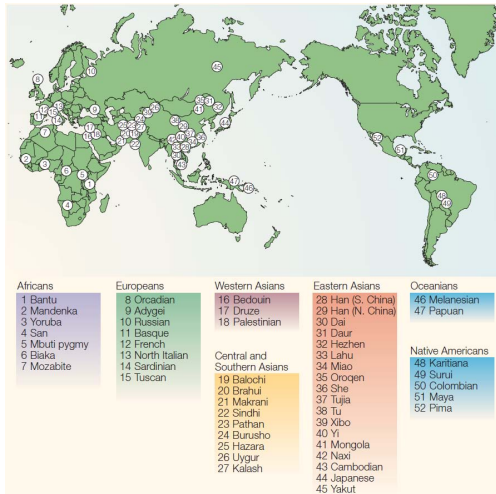 Africans
1 Bantu
2 Mandenka
3 Yoruba
4 San
5 Mbuti pygmy
6 Biaka
7 Mozabite
Europeans
8 Orcadian
9 Adygei
10 Russian
11 Basque
12 French
13 North Italian
14 Sardinian
15 Tuscan
Western Asians
16 Bedouin
17 Druze
18 Palestinian
Central and
Southern Asians
19 Balochi
20 Brahui
21 Makrani
22 Sindhi
23 Pathan
24 Burusho
25 Hazara
26 Uygur
27 Kalash
Eastern Asians
28 Han (S. China)
29 Han (N. China)
30 Dai
31 Daur
32 Hezhen
33 Lahu
34 Miao
35 Oroqen
36 She
37 Tujia
38 Tu
39 Xibo
40 Yi
41 Mongola
42 Naxi
43 Cambodian
44 Japanese
45 Yakut
Oceanians
46 Melanesian
47 Papuan
Native Americans
48 Karitiana
49 Surui
50 Colombian
51 Maya
52 Pima